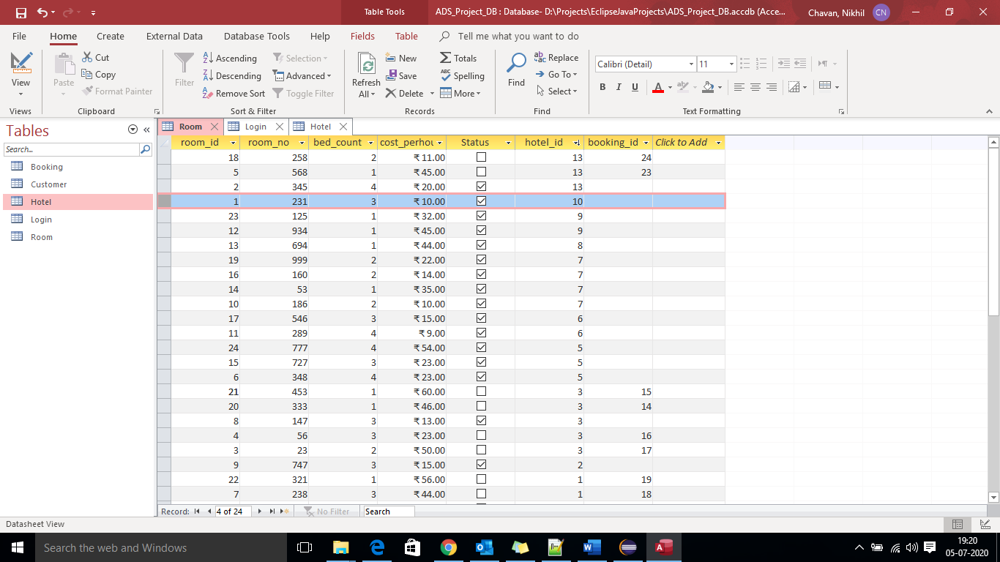 Table Tools ADS_Project_DB : Database- D:\Projects\EclipseJavaProjects\ADS_Project_DB.accdb (Acce... Chavan, Nikhil CN
File Home Create External Data Database Tools Help Fields Table Tell me what you want to do
View Paste Cut Copy Format Painter
Filter Ascending Descending Remove Sort Selection Advanced Toggle Filter
Refresh All New Save Delete Totals Spelling More
Find Replace Go To Select
Calibri (Detail) 11
B I U A ab
Views Clipboard Sort & Filter Records Find Text Formatting
Tables
Search...
Booking
Customer
Hotel
Login
Room
Room Login Hotel
room_id room_no bed_count cost_perhou Status hotel_id booking_id Click to Add
18 258 2 ₹ 11.00 13 24
5 568 1 ₹ 45.00 13 23
2 345 4 ₹ 20.00 13
1 231 3 ₹ 10.00 10
23 125 1 ₹ 32.00 9
12 934 1 ₹ 45.00 9
13 694 1 ₹ 44.00 8
19 999 2 ₹ 22.00 7
16 160 2 ₹ 14.00 7
14 53 1 ₹ 35.00 7
10 186 2 ₹ 10.00 7
17 546 3 ₹ 15.00 6
11 289 4 ₹ 9.00 6
24 777 4 ₹ 54.00 5
15 727 3 ₹ 23.00 5
6 348 4 ₹ 23.00 5
21 453 1 ₹ 60.00 3 15
20 333 1 ₹ 46.00 3 14
8 147 3 ₹ 13.00 3
4 56 3 ₹ 23.00 3 16
3 23 2 ₹ 50.00 3 17
9 747 3 ₹ 15.00 2
22 321 1 ₹ 56.00 1 19
7 238 3 ₹ 44.00 1 18
Record: 4 of 24 No Filter Search
Datasheet View
Search the web and Windows
19:20
05-07-2020